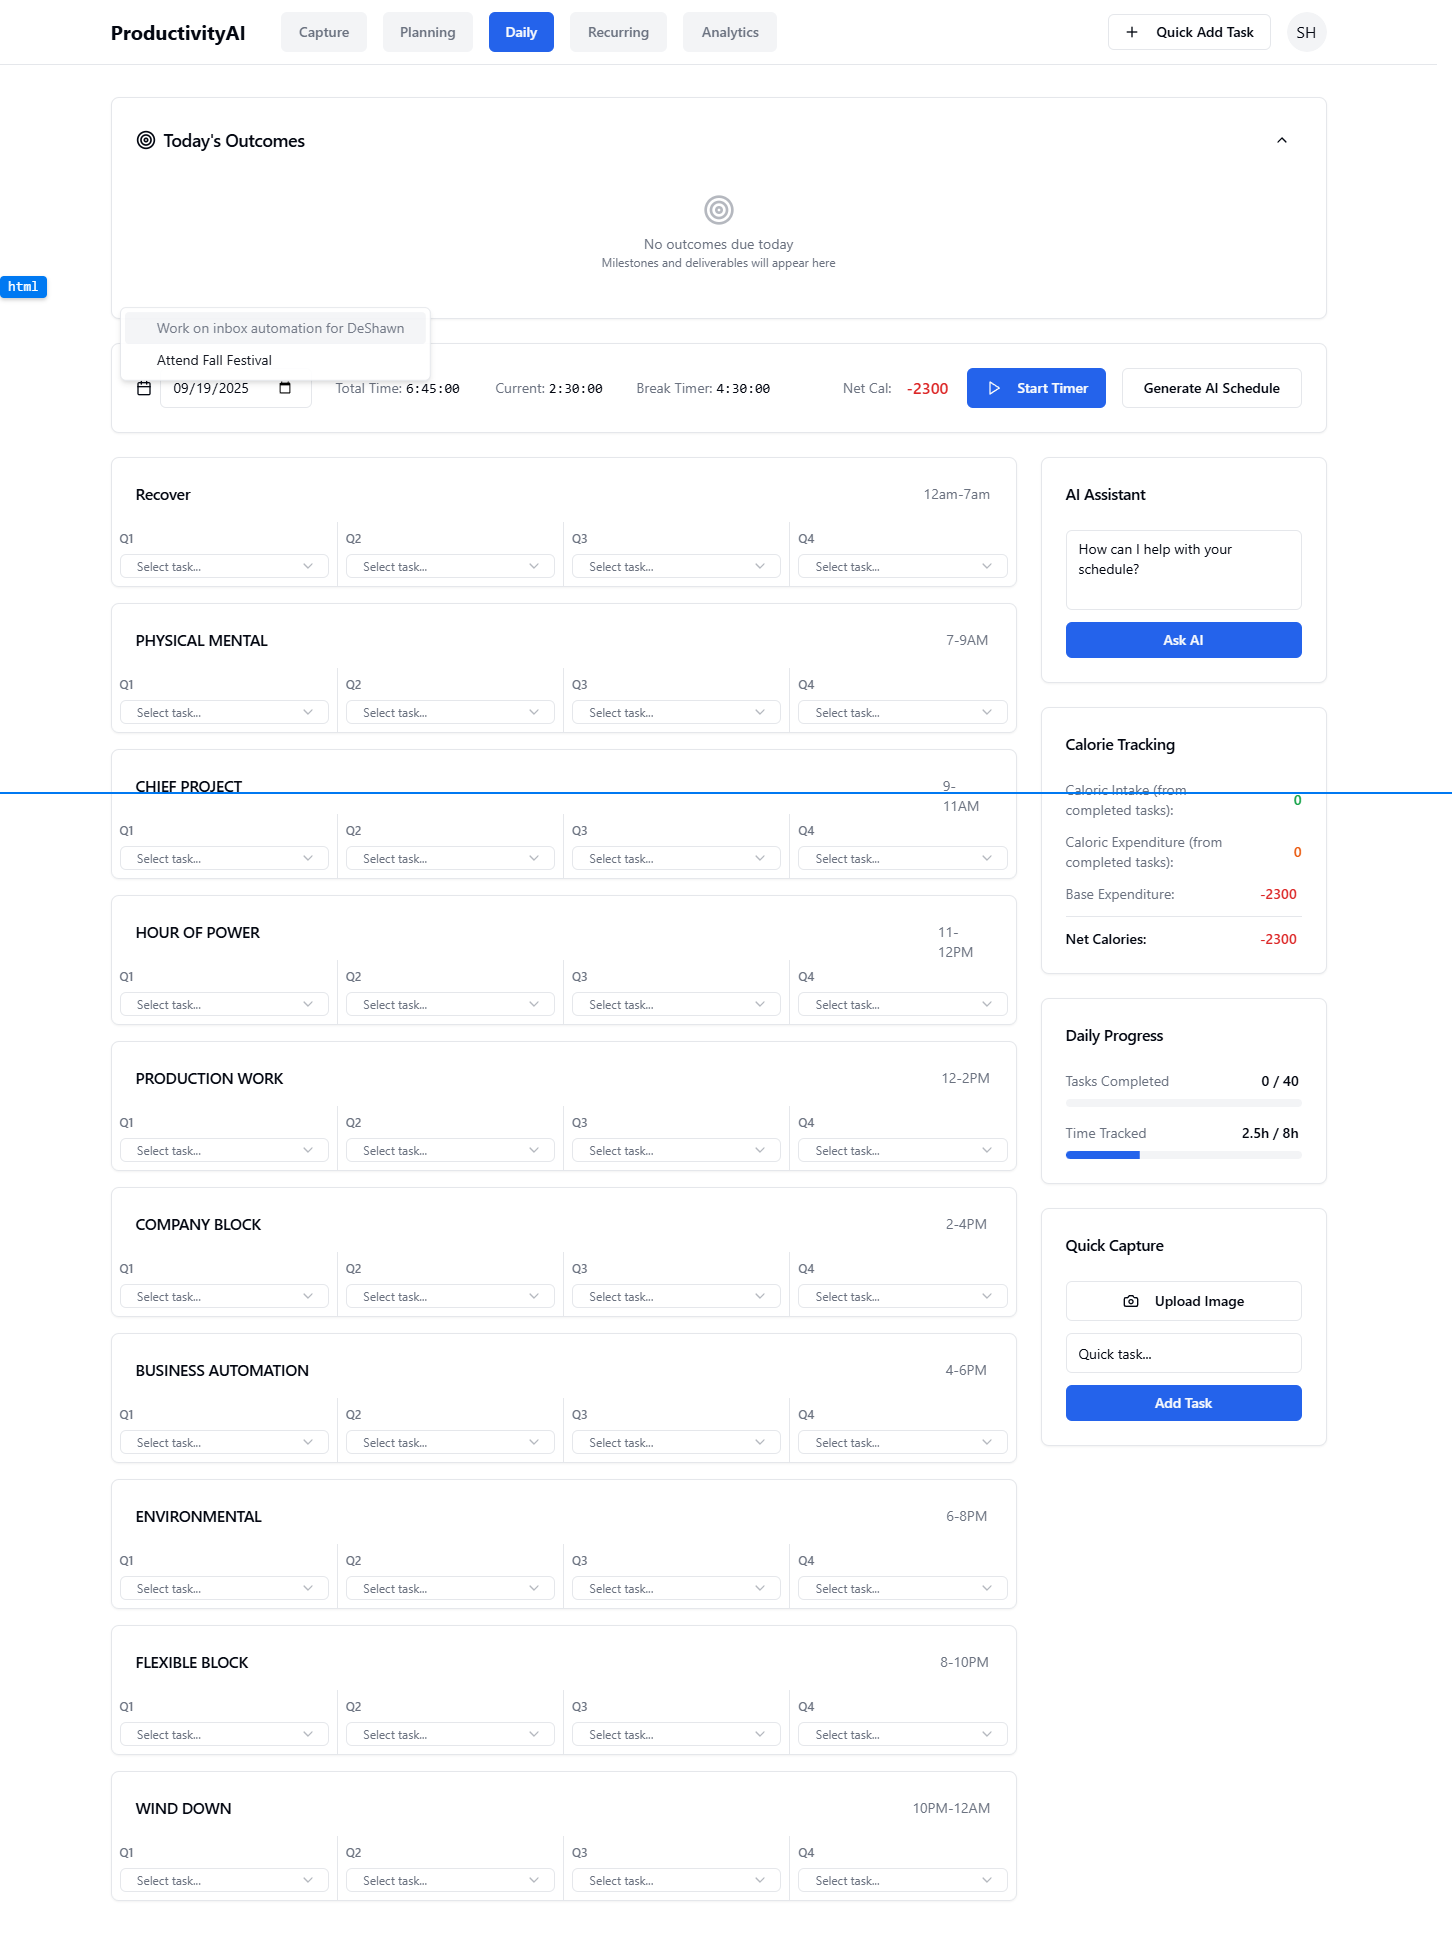 ProductivityAI
Capture
Planning
Daily
Recurring
Analytics
Quick Add Task
SH
Today's Outcomes
No outcomes due today
Milestones and deliverables will appear here
html
Work on inbox automation for DeShawn
Attend Fall Festival
09/19/2025
Total Time: 6:45:00
Current: 2:30:00
Break Timer: 4:30:00
Net Cal: -2300
Start Timer
Generate AI Schedule
Recover
12am-7am
Q1
Q2
Q3
Q4
Select task...
Select task...
Select task...
Select task...
PHYSICAL MENTAL
7-9AM
Q1
Q2
Q3
Q4
Select task...
Select task...
Select task...
Select task...
CHIEF PROJECT
9-
11AM
Q1
Q2
Q3
Q4
Select task...
Select task...
Select task...
Select task...
HOUR OF POWER
11-
12PM
Q1
Q2
Q3
Q4
Select task...
Select task...
Select task...
Select task...
PRODUCTION WORK
12-2PM
Q1
Q2
Q3
Q4
Select task...
Select task...
Select task...
Select task...
COMPANY BLOCK
2-4PM
Q1
Q2
Q3
Q4
Select task...
Select task...
Select task...
Select task...
BUSINESS AUTOMATION
4-6PM
Q1
Q2
Q3
Q4
Select task...
Select task...
Select task...
Select task...
ENVIRONMENTAL
6-8PM
Q1
Q2
Q3
Q4
Select task...
Select task...
Select task...
Select task...
FLEXIBLE BLOCK
8-10PM
Q1
Q2
Q3
Q4
Select task...
Select task...
Select task...
Select task...
WIND DOWN
10PM-12AM
Q1
Q2
Q3
Q4
Select task...
Select task...
Select task...
Select task...
AI Assistant
How can I help with your
schedule?
Ask AI
Calorie Tracking
Caloric Intake (from
completed tasks):
0
Caloric Expenditure (from
completed tasks):
0
Base Expenditure:
-2300
Net Calories:
-2300
Daily Progress
Tasks Completed
0 / 40
Time Tracked
2.5h / 8h
Quick Capture
Upload Image
Quick task...
Add Task